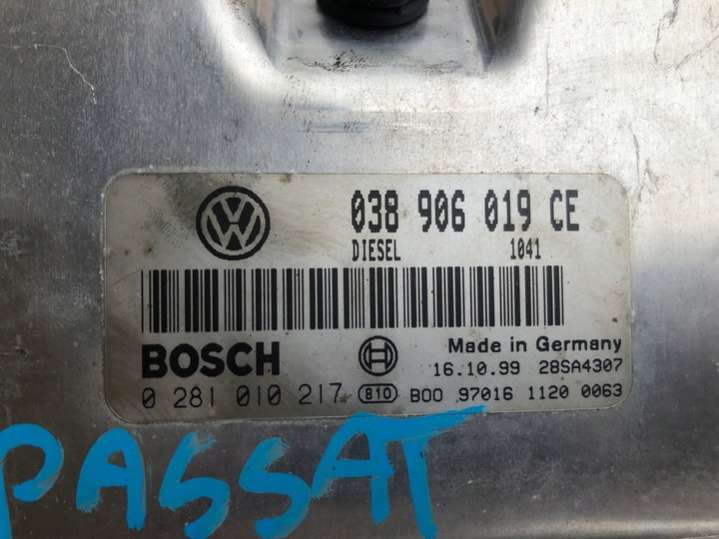 038 906 019 CE
DIESEL 1041
BOSCH
Made in Germany
16.10.99 28SA4307
0 281 010 217 810 B00 97016 1120 0063
PASSAT